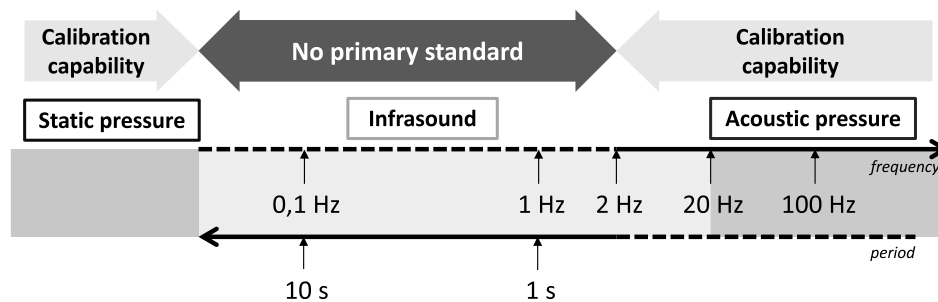 Calibration
capability
No primary standard
Calibration
capability
Static pressure
Infrasound
Acoustic pressure
frequency
0,1 Hz
1 Hz
2 Hz
20 Hz
100 Hz
period
10 s
1 s